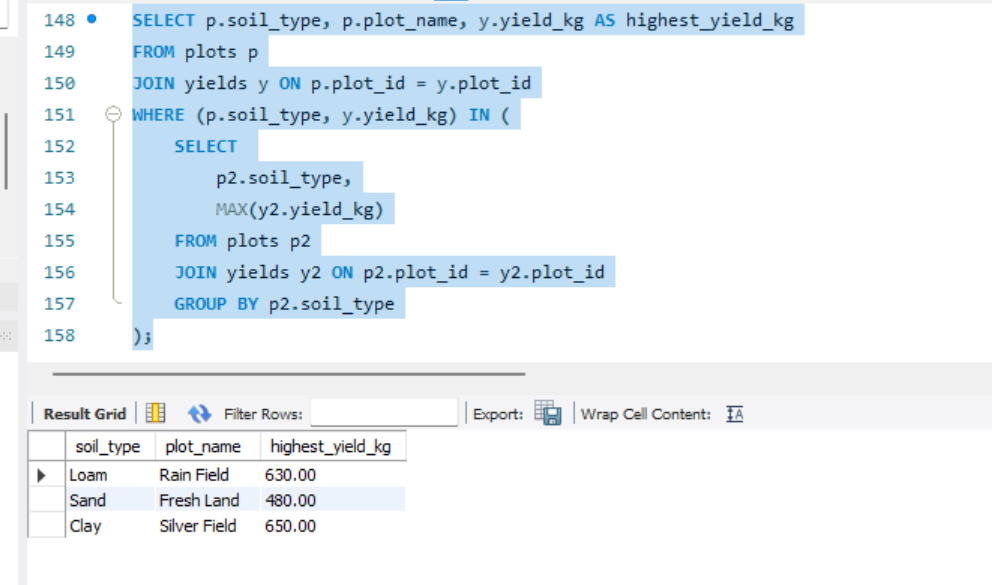 148 SELECT p.soil_type, p.plot_name, y.yield_kg AS highest_yield_kg
149 FROM plots p
150 JOIN yields y ON p.plot_id = y.plot_id
151 WHERE (p.soil_type, y.yield_kg) IN (
152 SELECT
153 p2.soil_type,
154 MAX(y2.yield_kg)
155 FROM plots p2
156 JOIN yields y2 ON p2.plot_id = y2.plot_id
157 GROUP BY p2.soil_type
158 );
Result Grid Filter Rows: Export: Wrap Cell Content: IA
soil_type plot_name highest_yield_kg
Loam Rain Field 630.00
Sand Fresh Land 480.00
Clay Silver Field 650.00